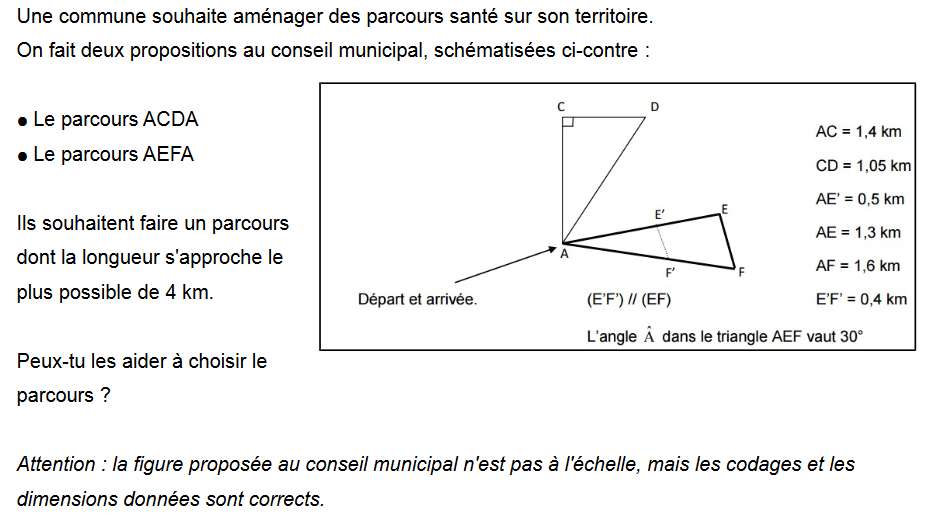 Une commune souhaite aménager des parcours santé sur son territoire.
On fait deux propositions au conseil municipal, schématisées ci-contre :
● Le parcours ACDA
● Le parcours AEFA
Ils souhaitent faire un parcours
dont la longueur s'approche le
plus possible de 4 km.
Peux-tu les aider à choisir le
parcours ?
C
D
E'
E
A
F'
F
Départ et arrivée.
(E'F') // (EF)
L'angle Â dans le triangle AEF vaut 30°
AC = 1,4 km
CD = 1,05 km
AE' = 0,5 km
AE = 1,3 km
AF = 1,6 km
E'F' = 0,4 km
Attention : la figure proposée au conseil municipal n'est pas à l'échelle, mais les codages et les
dimensions données sont corrects.